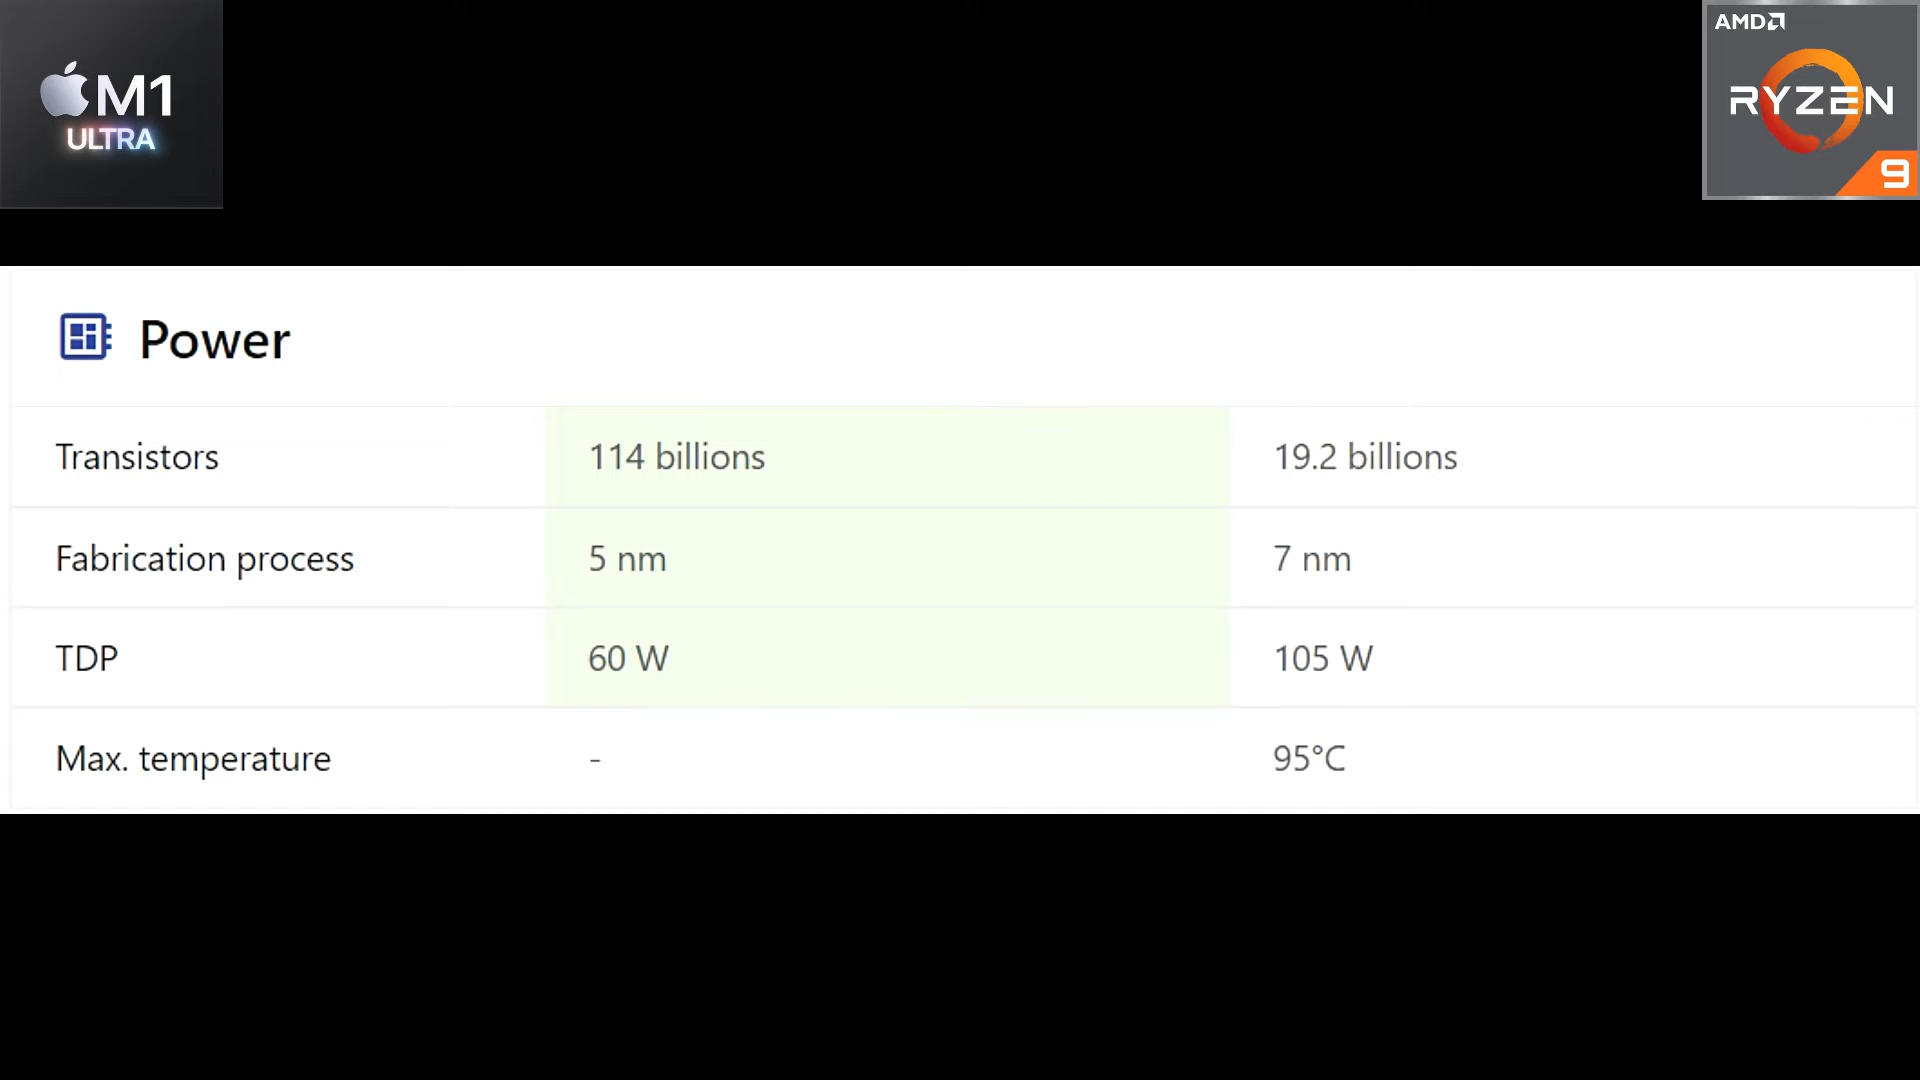 M1
ULTRA
AMD
RYZEN
9
Power
Transistors 114 billions 19.2 billions
Fabrication process 5 nm 7 nm
TDP 60 W 105 W
Max. temperature - 95°C